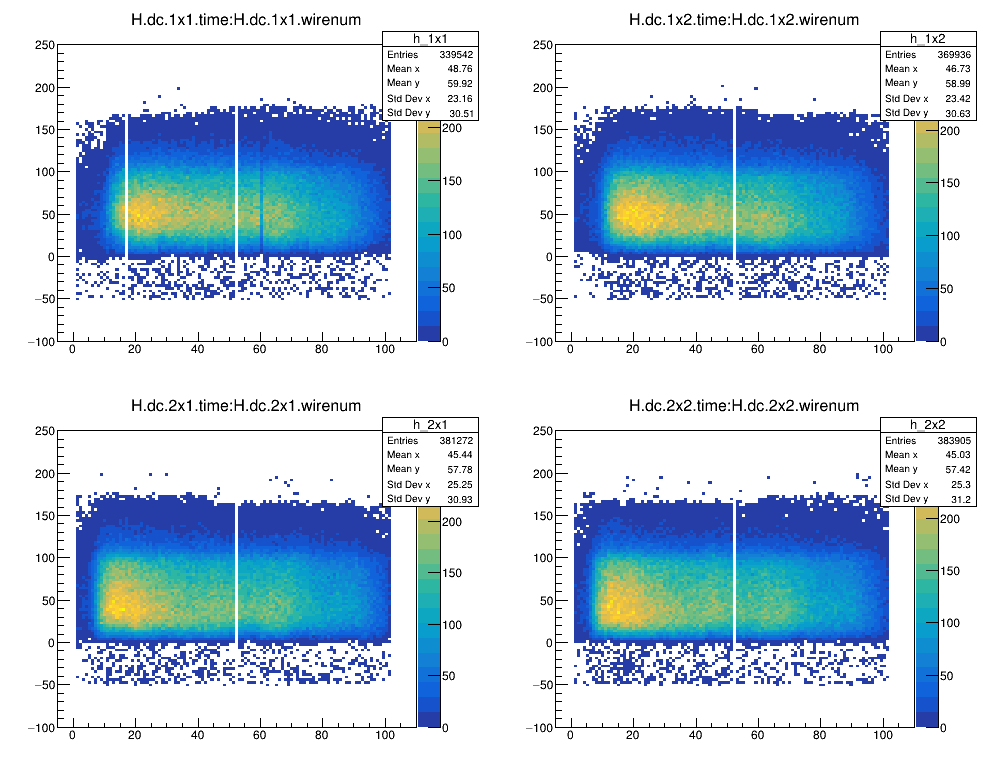 H.dc.1x1.time:H.dc.1x1.wirenum
h_1x1
Entries 339542
Mean x 48.76
Mean y 59.92
Std Dev x 23.16
Std Dev y 30.51
250
200
150
100
50
0
−50
−100
0 20 40 60 80 100
200
150
100
50
0
H.dc.1x2.time:H.dc.1x2.wirenum
h_1x2
Entries 369936
Mean x 46.73
Mean y 58.99
Std Dev x 23.42
Std Dev y 30.63
250
200
150
100
50
0
−50
−100
0 20 40 60 80 100
200
150
100
50
0
H.dc.2x1.time:H.dc.2x1.wirenum
h_2x1
Entries 381272
Mean x 45.44
Mean y 57.78
Std Dev x 25.25
Std Dev y 30.93
250
200
150
100
50
0
−50
−100
0 20 40 60 80 100
200
150
100
50
0
H.dc.2x2.time:H.dc.2x2.wirenum
h_2x2
Entries 383905
Mean x 45.03
Mean y 57.42
Std Dev x 25.3
Std Dev y 31.2
250
200
150
100
50
0
−50
−100
0 20 40 60 80 100
200
150
100
50
0